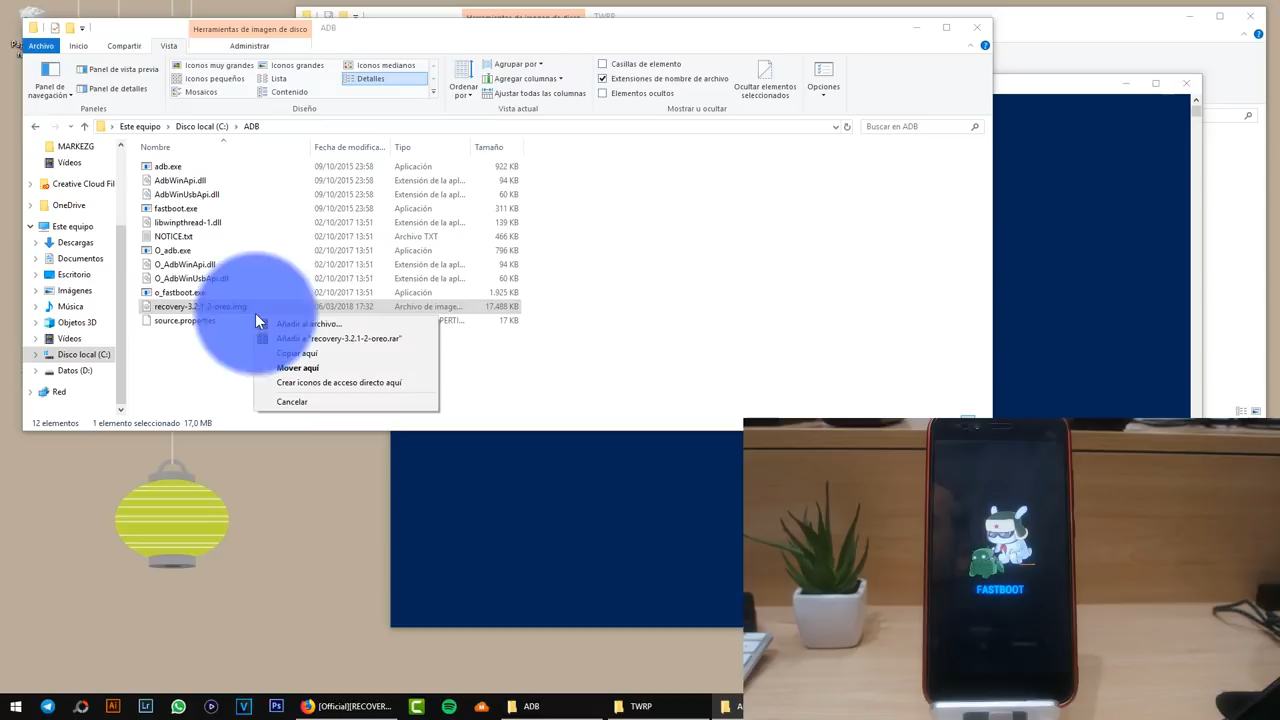 Herramientas de imagen de disco
TWRP
Herramientas de imagen de disco
ADB
Archivo
Inicio
Compartir
Vista
Administrar
Panel de navegación
Panel de vista previa
Panel de detalles
Paneles
Iconos muy grandes
Iconos grandes
Iconos medianos
Iconos pequeños
Lista
Detalles
Mosaicos
Contenido
Diseño
Ordenar por
Agrupar por
Agregar columnas
Ajustar todas las columnas
Vista actual
Casillas de elemento
Extensiones de nombre de archivo
Elementos ocultos
Ocultar elementos seleccionados
Mostrar u ocultar
Opciones
Este equipo > Disco local (C:) > ADB
Buscar en ADB
MARKEZG
Vídeos
Creative Cloud Fil
OneDrive
Este equipo
Descargas
Documentos
Escritorio
Imágenes
Música
Objetos 3D
Vídeos
Disco local (C:)
Datos (D:)
Red
Nombre Fecha de modifica... Tipo Tamaño
adb.exe 09/10/2015 23:58 Aplicación 922 KB
AdbWinApi.dll 09/10/2015 23:58 Extensión de la apl... 94 KB
AdbWinUsbApi.dll 09/10/2015 23:58 Extensión de la apl... 60 KB
fastboot.exe 09/10/2015 23:58 Aplicación 311 KB
libwinpthread-1.dll 02/10/2017 13:51 Extensión de la apl... 139 KB
NOTICE.txt 02/10/2017 13:51 Archivo TXT 466 KB
O_adb.exe 02/10/2017 13:51 Aplicación 796 KB
O_AdbWinApi.dll 02/10/2017 13:51 Extensión de la apl... 94 KB
O_AdbWinUsbApi.dll 02/10/2017 13:51 Extensión de la apl... 60 KB
o_fastboot.exe 02/10/2017 13:51 Aplicación 1.925 KB
recovery-3.2.1-2-oreo.img 06/03/2018 17:32 Archivo de image... 17.488 KB
source.properties 17 KB
Añadir al archivo...
Añadir a "recovery-3.2.1-2-oreo.rar"
Copiar aquí
Mover aquí
Crear iconos de acceso directo aquí
Cancelar
12 elementos 1 elemento seleccionado 17,0 MB
FASTBOOT
[Official][RECOVER...
ADB
TWRP